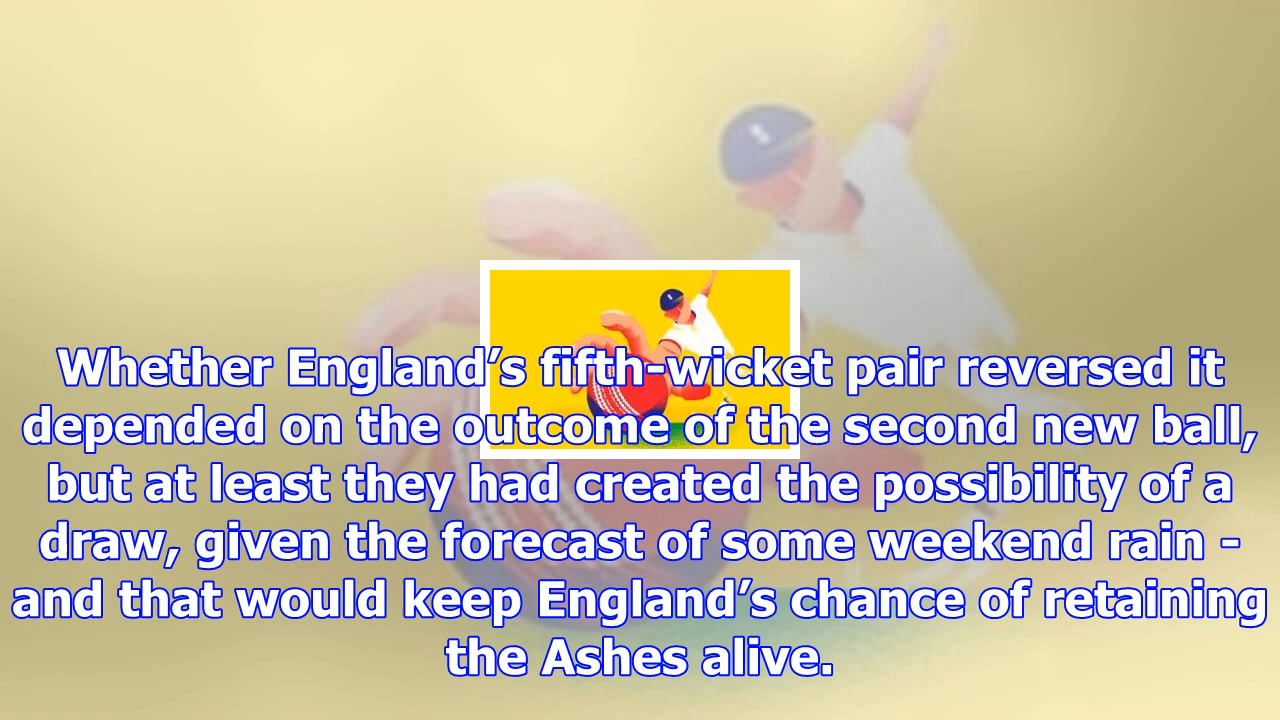 Whether England’s fifth-wicket pair reversed it
depended on the outcome of the second new ball,
but at least they had created the possibility of a
draw, given the forecast of some weekend rain -
and that would keep England’s chance of retaining
the Ashes alive.